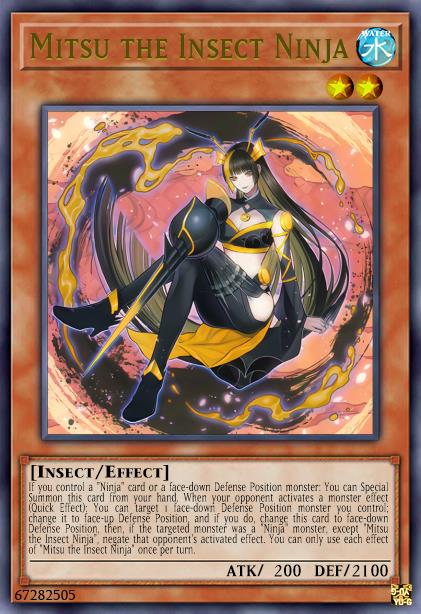 MITSU THE INSECT NINJA
WATER
水
[INSECT/EFFECT]
If you control a "Ninja" card or a face-down Defense Position monster: You can Special
Summon this card from your hand. When your opponent activates a monster effect
(Quick Effect): You can target 1 face-down Defense Position monster you control;
change it to face-up Defense Position, and if you do, change this card to face-down
Defense Position, then, if the targeted monster was a "Ninja" monster, except "Mitsu
the Insect Ninja", negate that opponent's activated effect. You can only use each effect
of "Mitsu the Insect Ninja" once per turn.
ATK/ 200 DEF/2100
67282505